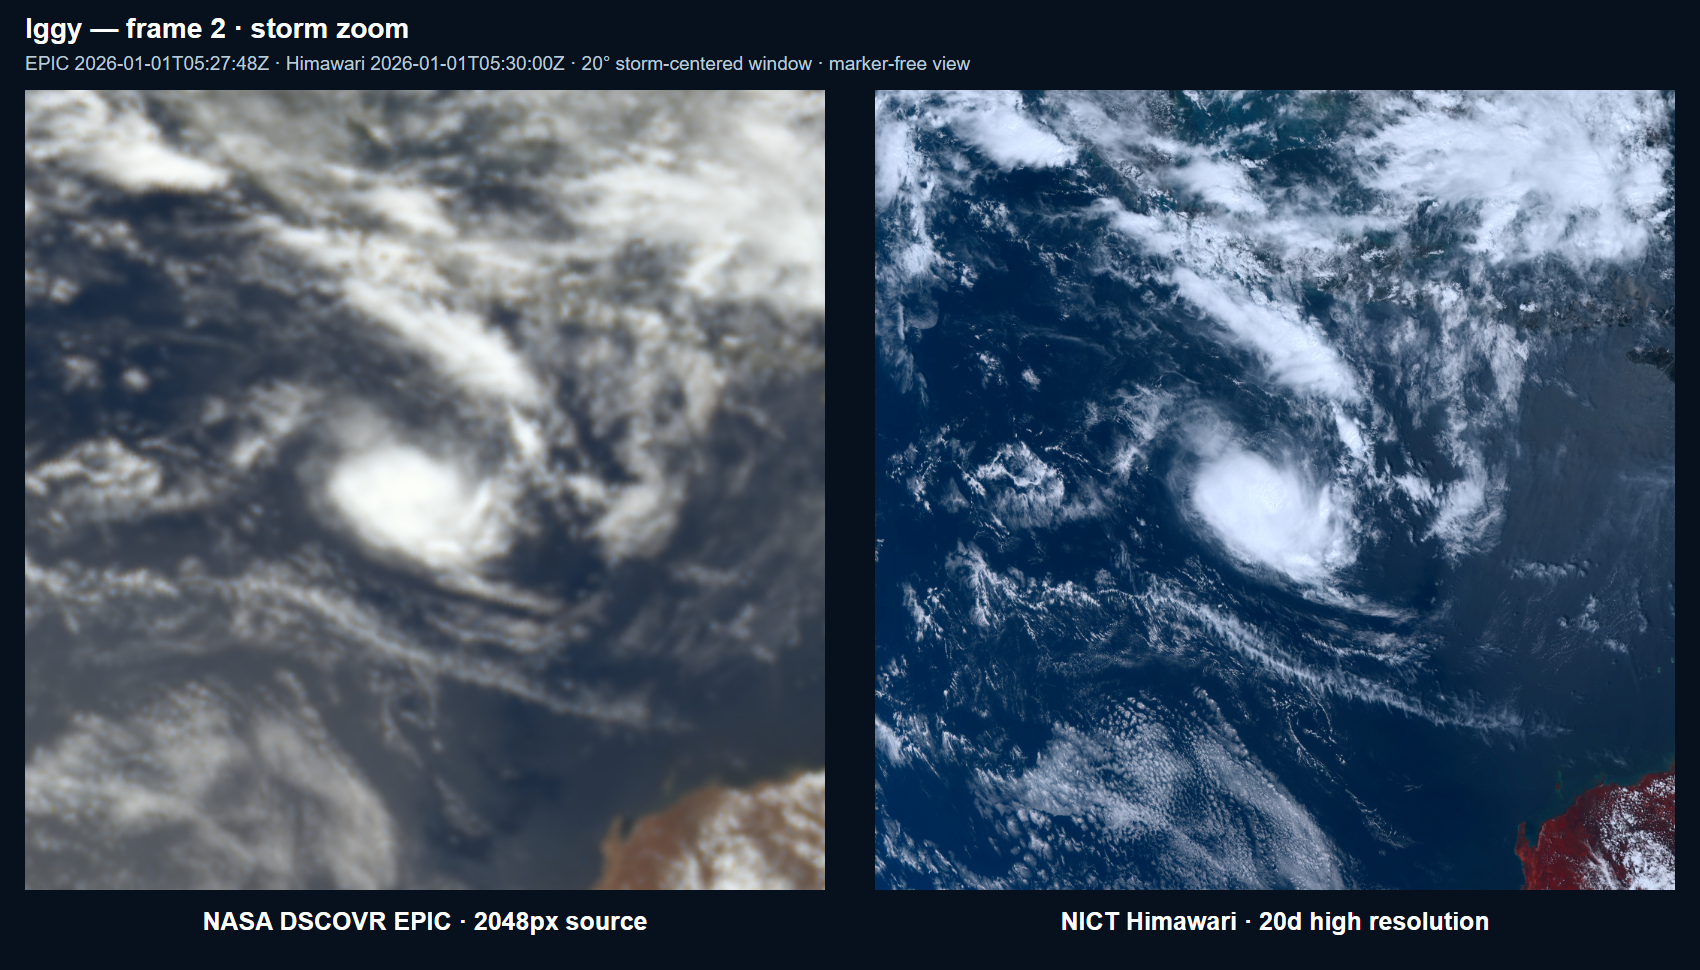 Iggy — frame 2 · storm zoom
EPIC 2026-01-01T05:27:48Z · Himawari 2026-01-01T05:30:00Z · 20° storm-centered window · marker-free view
NASA DSCOVR EPIC · 2048px source
NICT Himawari · 20d high resolution